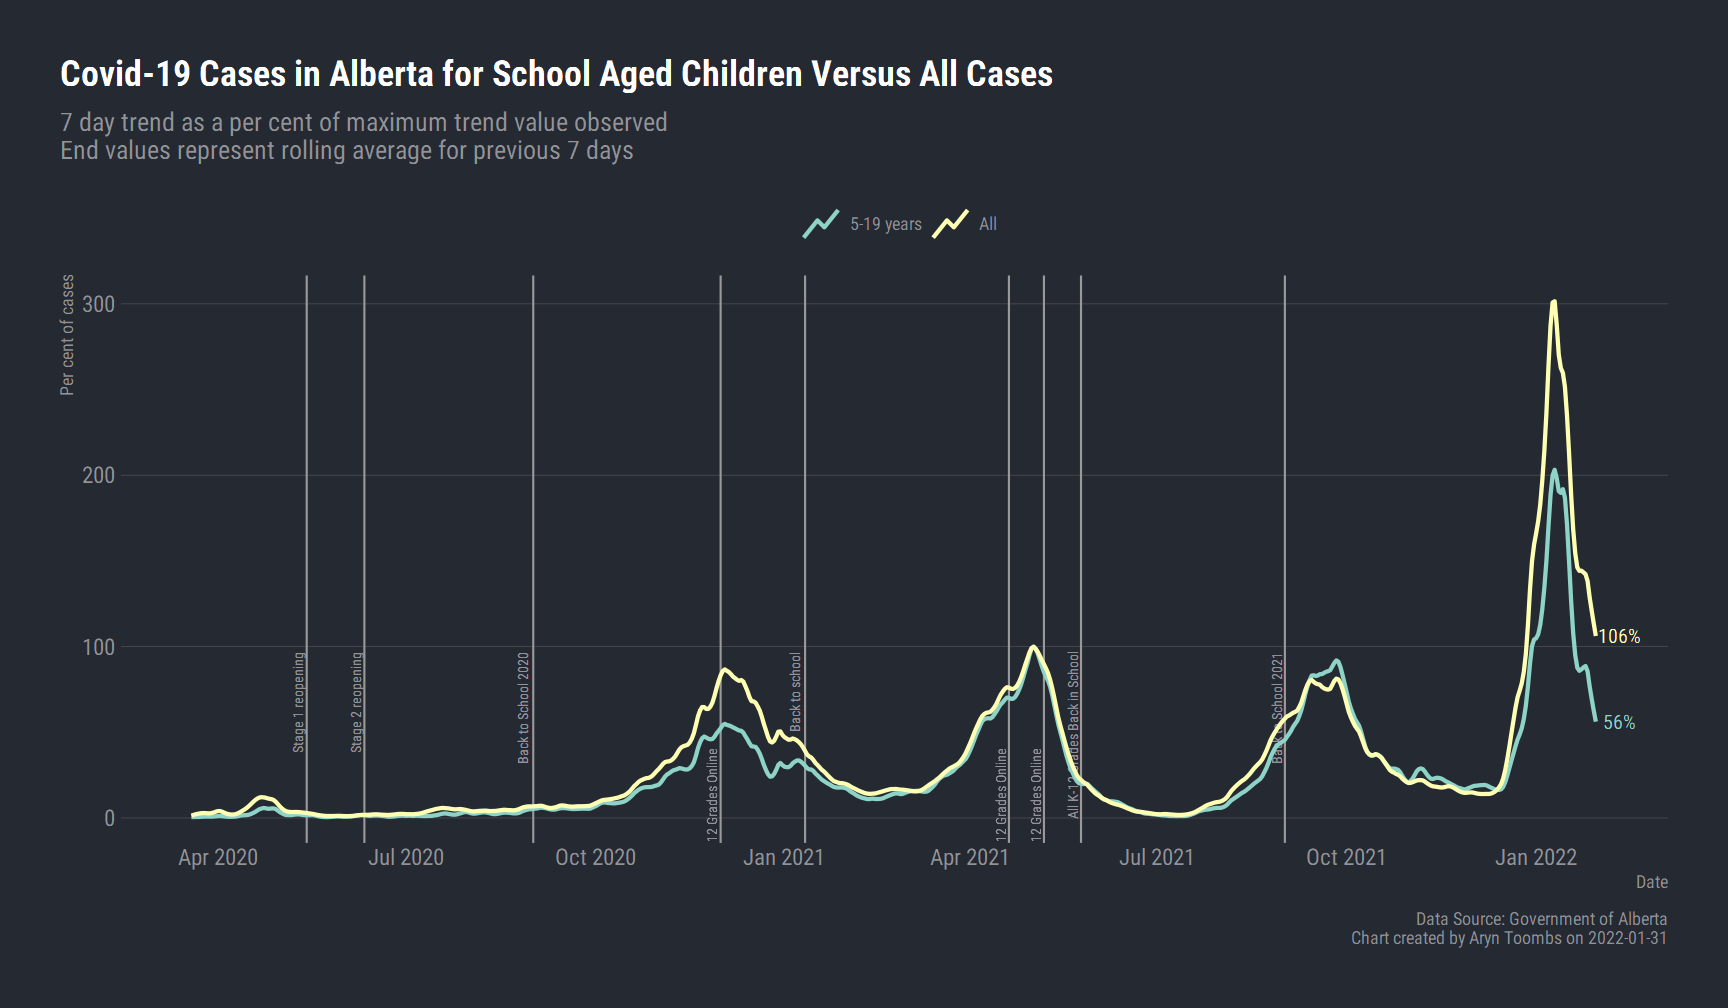 Covid-19 Cases in Alberta for School Aged Children Versus All Cases
7 day trend as a per cent of maximum trend value observed
End values represent rolling average for previous 7 days
5-19 years
All
Per cent of cases
300
200
100
0
Stage 1 reopening
Stage 2 reopening
Back to School 2020
12 Grades Online
Back to school
12 Grades Online
12 Grades Online
All K-12 Grades Back in School
Back to School 2021
106%
56%
Apr 2020
Jul 2020
Oct 2020
Jan 2021
Apr 2021
Jul 2021
Oct 2021
Jan 2022
Date
Data Source: Government of Alberta
Chart created by Aryn Toombs on 2022-01-31